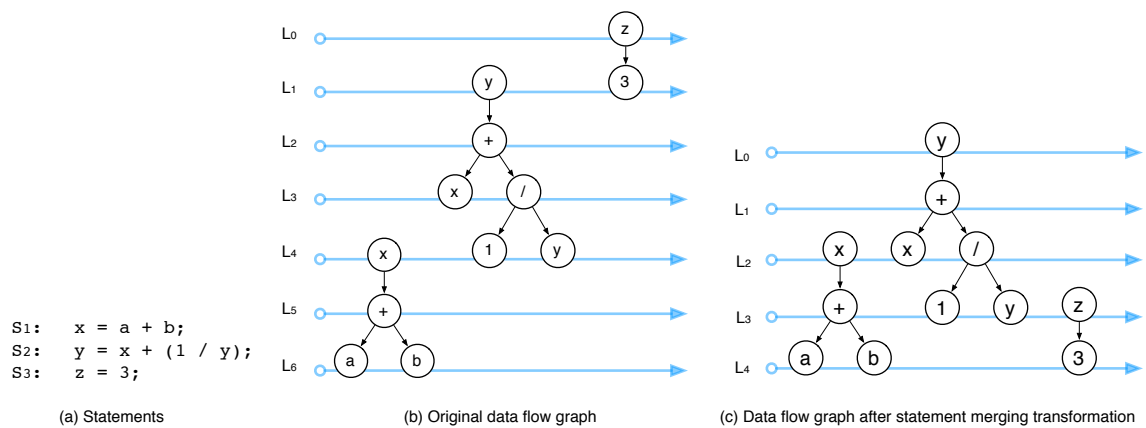 L0
z
L1
y
3
L2
+
L3
x
/
L4
x
1
y
L5
+
L6
a
b
L0
y
L1
+
L2
x
x
/
L3
+
1
y
z
L4
a
b
3
S1: x = a + b;
S2: y = x + (1 / y);
S3: z = 3;
(a) Statements
(b) Original data flow graph
(c) Data flow graph after statement merging transformation